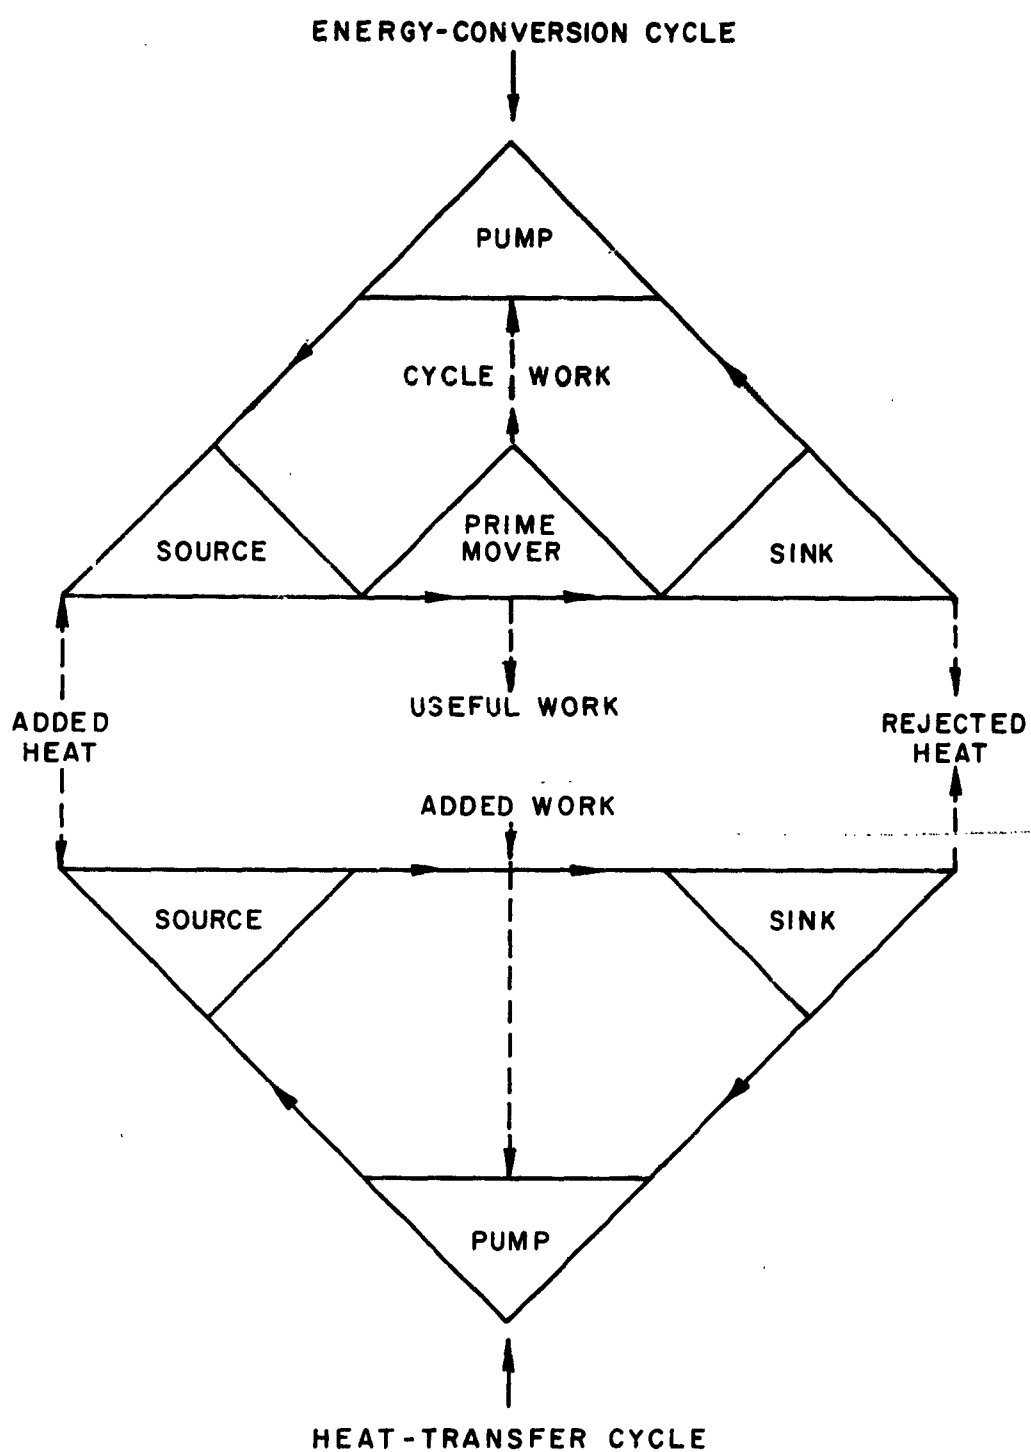 ENERGY-CONVERSION CYCLE
PUMP
CYCLE WORK
SOURCE
PRIME
MOVER
SINK
USEFUL WORK
ADDED
HEAT
REJECTED
HEAT
ADDED WORK
SOURCE
SINK
PUMP
HEAT-TRANSFER CYCLE